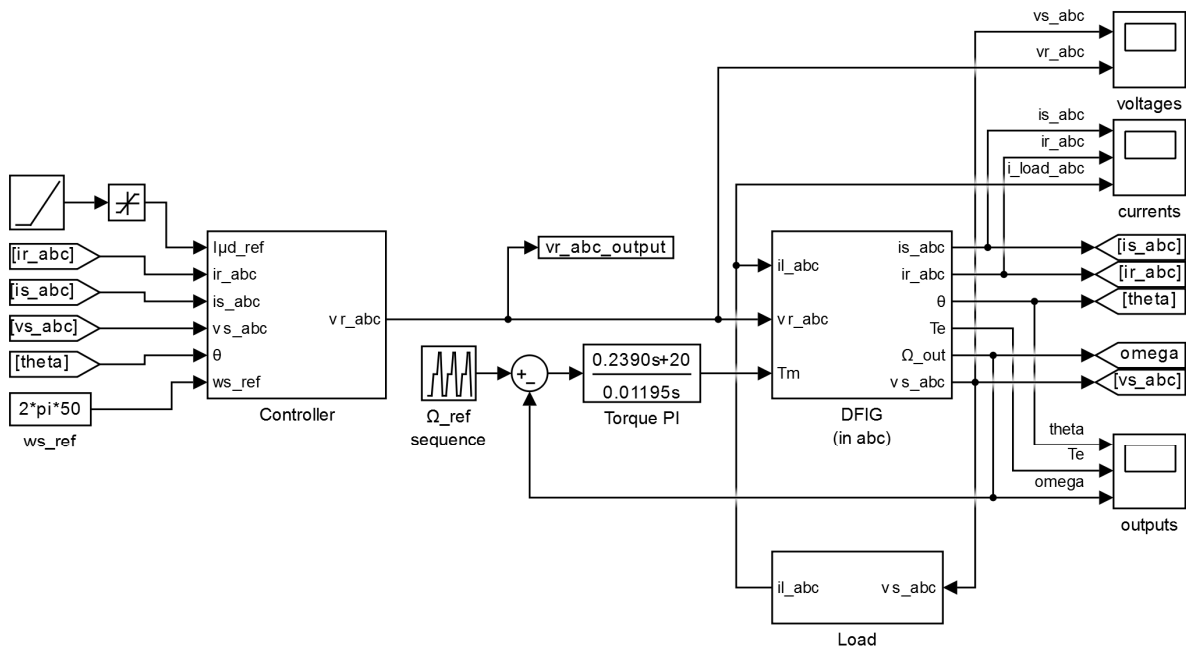 vs_abc
vr_abc
voltages
is_abc
ir_abc
i_load_abc
currents
Iμd_ref
[ir_abc]
ir_abc
[is_abc]
is_abc
[vs_abc]
vs_abc
[theta]
θ
2*pi*50
ws_ref
ws_ref
vr_abc
Controller
vr_abc_output
Ω_ref
sequence
+
−
0.2390s+20
0.01195s
Torque PI
il_abc
vr_abc
Tm
is_abc
ir_abc
θ
Te
Ω_out
vs_abc
DFIG
(in abc)
[is_abc]
[ir_abc]
[theta]
omega
[vs_abc]
theta
Te
omega
outputs
il_abc
vs_abc
Load